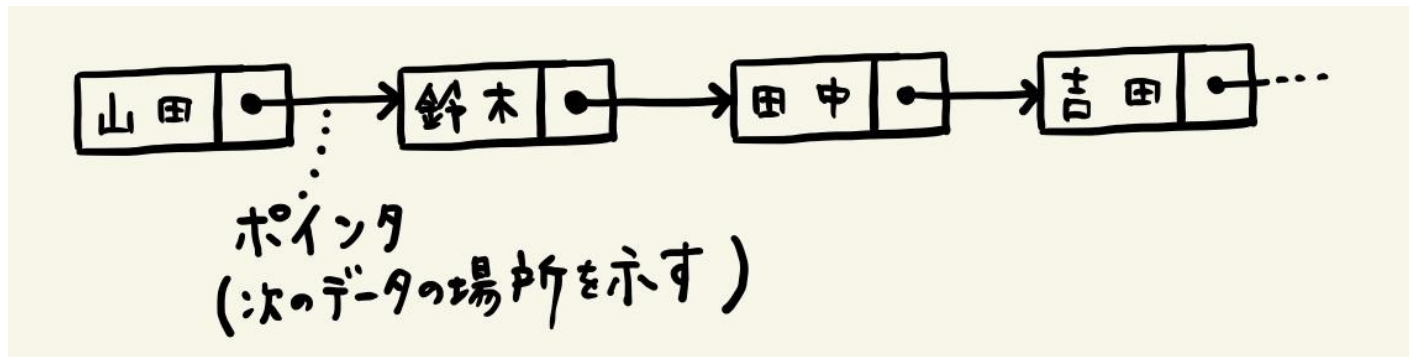 山田 鈴木 田中 吉田
ポインタ
(次のデータの場所を示す)